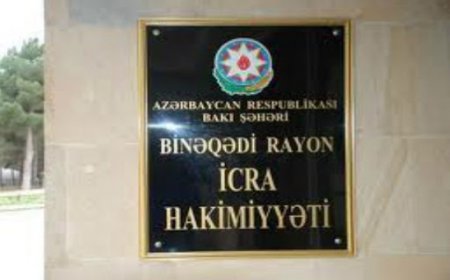 AZƏRBAYCAN RESPUBLİKASI
BAKI ŞƏHƏRİ
BİNƏQƏDİ RAYON
İCRA
HAKİMİYYƏTİ